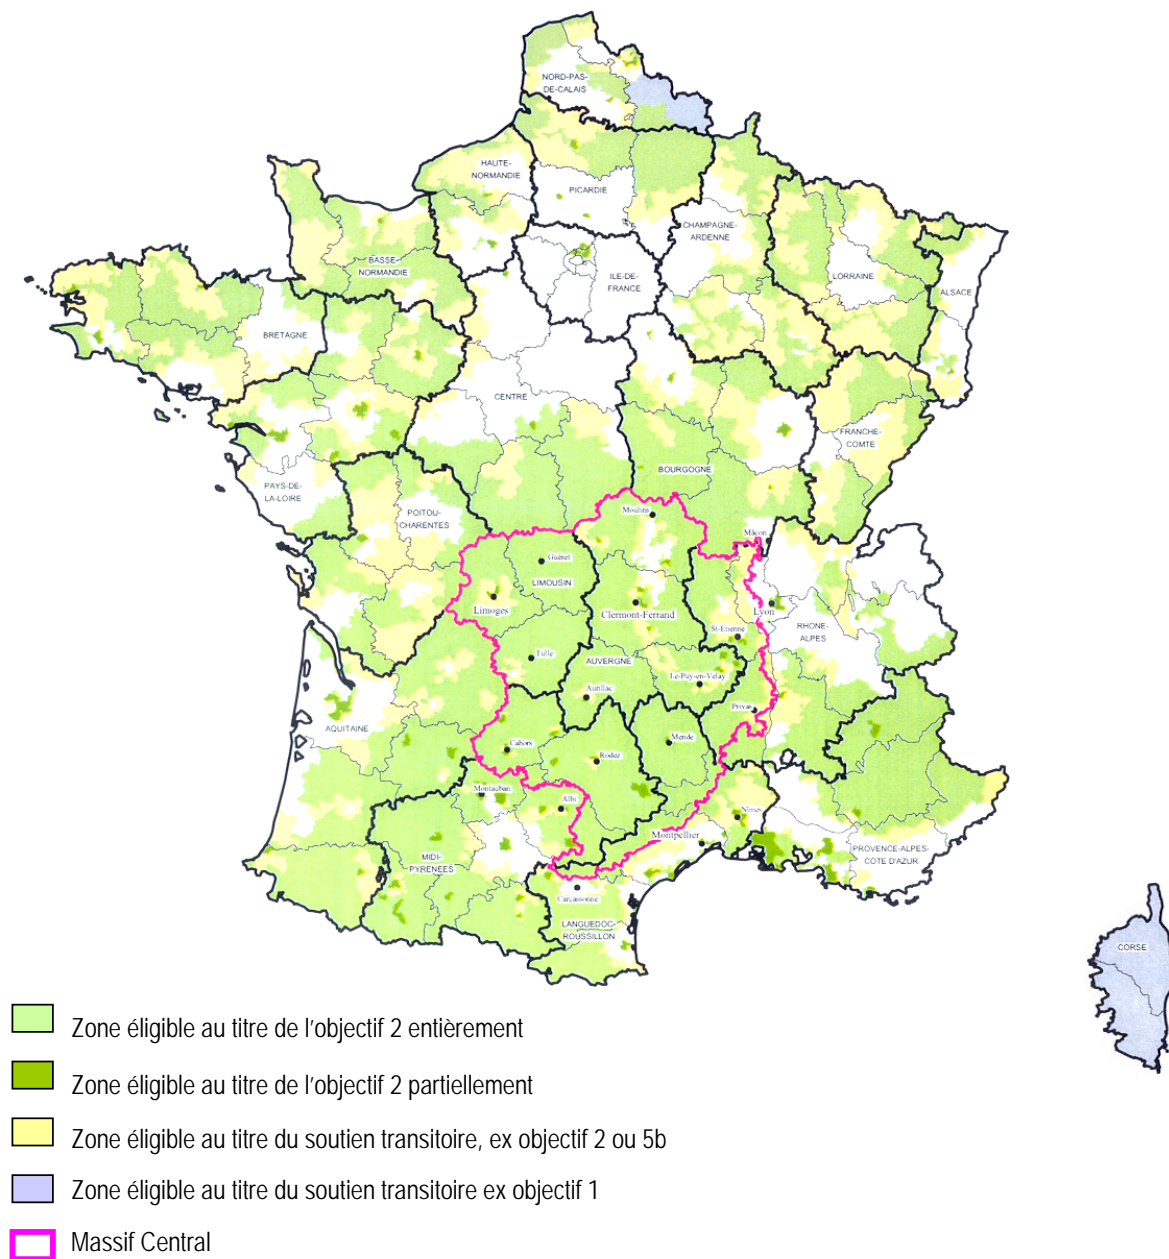 NORD-PAS-
DE-CALAIS
HAUTE-
NORMANDIE
PICARDIE
CHAMPAGNE-
ARDENNE
BASSE-
NORMANDIE
ILE-DE-
FRANCE
LORRAINE
ALSACE
BRETAGNE
CENTRE
FRANCHE-
COMTE
BOURGOGNE
PAYS-DE-
LA-LOIRE
POITOU-
CHARENTES
Moulins
Mâcon
Guéret
LIMOUSIN
Limoges
Clermont-Ferrand
Lyon
RHONE-
ALPES
St-Etienne
Tulle
AUVERGNE
Le-Puy-en-Velay
Aurillac
Privas
AQUITAINE
Cahors
Rodez
Mende
Montauban
Albi
Nîmes
Montpellier
MIDI-
PYRENEES
PROVENCE-ALPES-
COTE D'AZUR
Carcassonne
LANGUEDOC-
ROUSSILLON
CORSE
Zone éligible au titre de l'objectif 2 entièrement
Zone éligible au titre de l'objectif 2 partiellement
Zone éligible au titre du soutien transitoire, ex objectif 2 ou 5b
Zone éligible au titre du soutien transitoire ex objectif 1
Massif Central